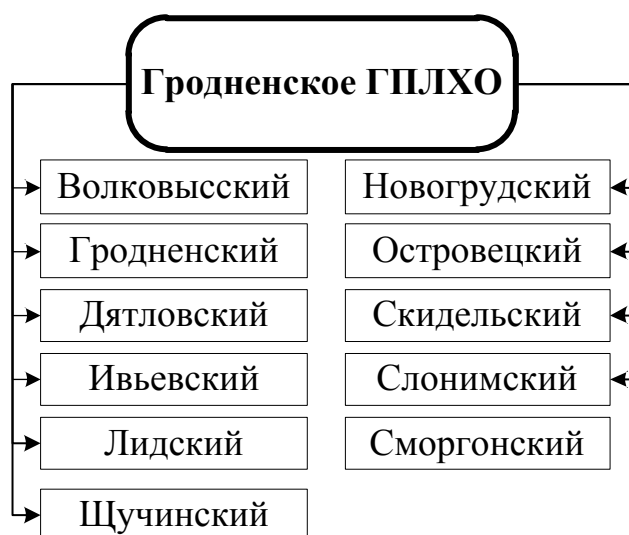 Гродненское ГПЛХО
Волковысский
Гродненский
Дятловский
Ивьевский
Лидский
Щучинский
Новогрудский
Островецкий
Скидельский
Слонимский
Сморгонский